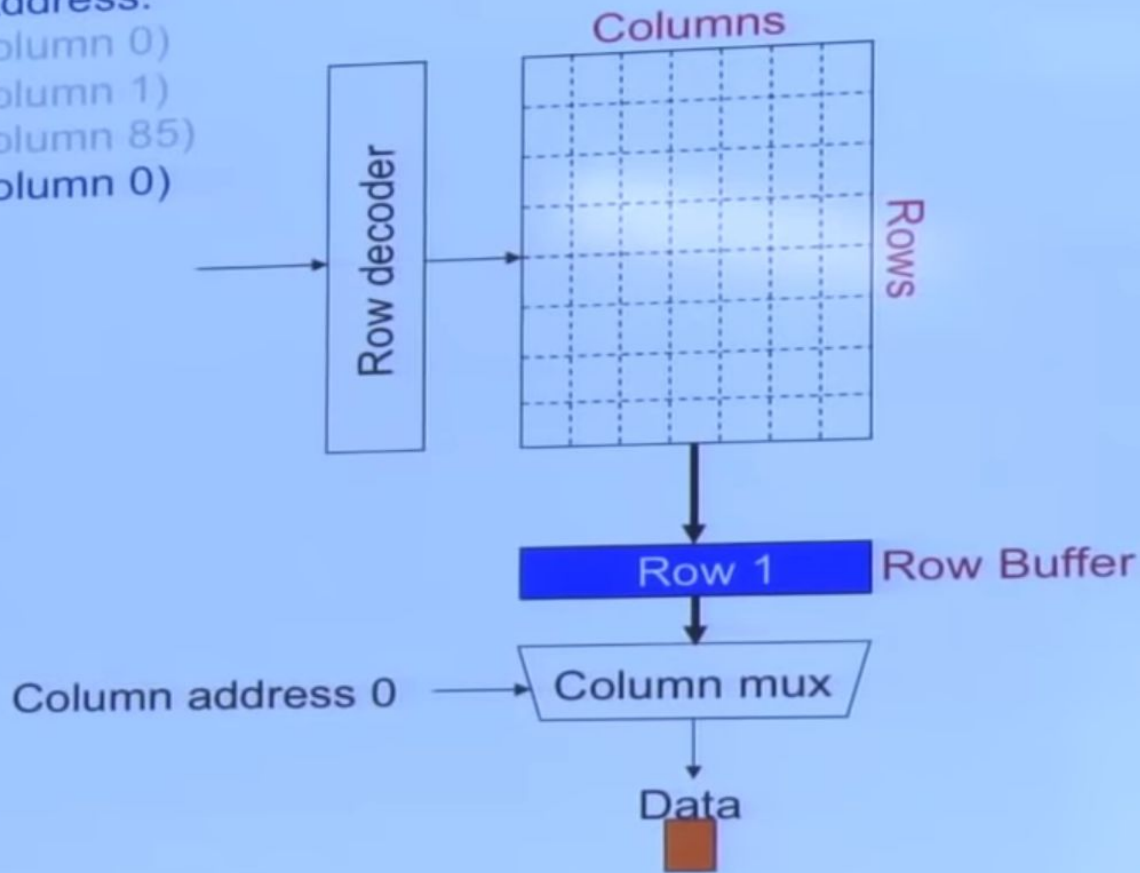 Address:
olumn 0)
olumn 1)
olumn 85)
olumn 0)
Columns
Row decoder
Rows
Row 1
Row Buffer
Column address 0
Column mux
Data